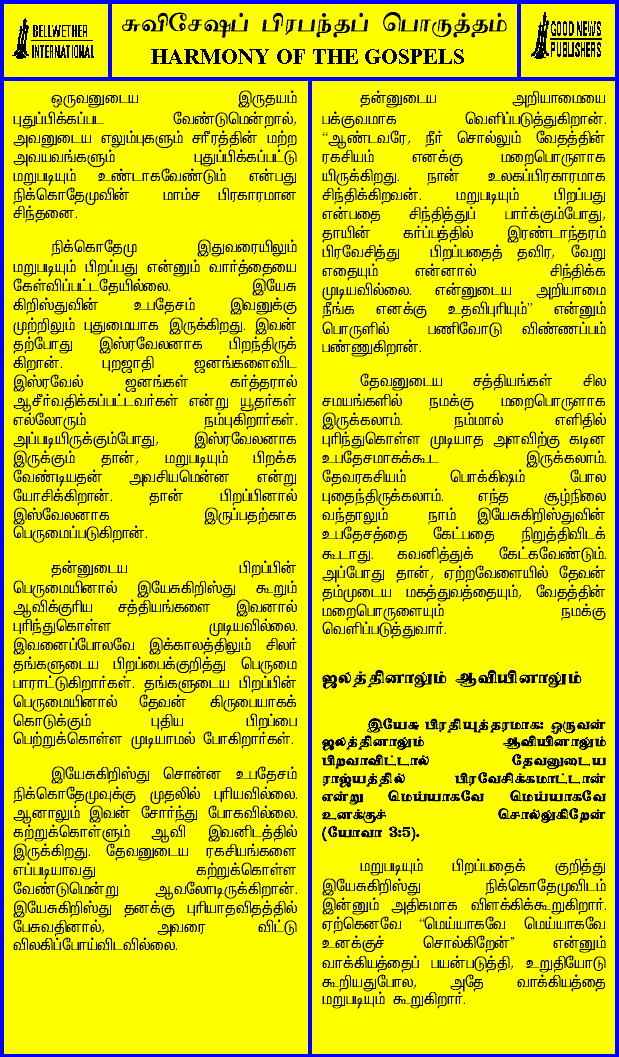 BELLWETHER
INTERNATIONAL
சுவிசேஷப் பிரபந்தப் பொருத்தம்
HARMONY OF THE GOSPELS
GOOD NEWS
PUBLISHERS
ஒருவனுடைய இருதயம்
புதுப்பிக்கப்பட வேண்டுமென்றால்,
அவனுடைய எலும்புகளும் சரீரத்தின் மற்ற
அவயவங்களும் புதுப்பிக்கப்பட்டு
மறுபடியும் உண்டாகவேண்டும் என்பது
நிக்கொதேமுவின் மாம்ச பிரகாரமான
சிந்தனை.
நிக்கொதேமு இதுவரையிலும்
மறுபடியும் பிறப்பது என்னும் வார்த்தையை
கேள்விப்பட்டதேயில்லை. இயேசு
கிறிஸ்துவின் உபதேசம் இவனுக்கு
முற்றிலும் புதுமையாக இருக்கிறது. இவன்
தற்போது இஸ்ரவேலனாக பிறந்திருக்
கிறான். புறஜாதி ஜனங்களைவிட
இஸ்ரவேல் ஜனங்கள் கர்த்தரால்
ஆசீர்வதிக்கப்பட்டவர்கள் என்று யூதர்கள்
எல்லோரும் நம்புகிறார்கள்.
அப்படியிருக்கும்போது, இஸ்ரவேலனாக
இருக்கும் தான், மறுபடியும் பிறக்க
வேண்டியதன் அவசியமென்ன என்று
யோசிக்கிறான். தான் பிறப்பினால்
இஸ்வேலனாக இருப்பதற்காக
பெருமைப்படுகிறான்.
தன்னுடைய பிறப்பின்
பெருமையினால் இயேசுகிறிஸ்து கூறும்
ஆவிக்குரிய சத்தியங்களை இவனால்
புரிந்துகொள்ள முடியவில்லை.
இவனைப்போலவே இக்காலத்திலும் சிலர்
தங்களுடைய பிறப்பைக்குறித்து பெருமை
பாராட்டுகிறார்கள். தங்களுடைய பிறப்பின்
பெருமையினால் தேவன் கிருபையாகக்
கொடுக்கும் புதிய பிறப்பை
பெற்றுக்கொள்ள முடியாமல் போகிறார்கள்.
இயேசுகிறிஸ்து சொன்ன உபதேசம்
நிக்கொதேமுவுக்கு முதலில் புரியவில்லை.
ஆனாலும் இவன் சோர்ந்து போகவில்லை.
கற்றுக்கொள்ளும் ஆவி இவனிடத்தில்
இருக்கிறது. தேவனுடைய ரகசியங்களை
எப்படியாவது கற்றுக்கொள்ள
வேண்டுமென்று ஆவலோடிருக்கிறான்.
இயேசுகிறிஸ்து தனக்கு புரியாதவிதத்தில்
பேசுவதினால், அவரை விட்டு
விலகிப்போய்விடவில்லை.
தன்னுடைய அறியாமையை
பக்குவமாக வெளிப்படுத்துகிறான்.
“ஆண்டவரே, நீர் சொல்லும் வேதத்தின்
ரகசியம் எனக்கு மறைபொருளாக
யிருக்கிறது. நான் உலகப்பிரகாரமாக
சிந்திக்கிறவன். மறுபடியும் பிறப்பது
என்பதை சிந்தித்துப் பார்க்கும்போது,
தாயின் கர்ப்பத்தில் இரண்டாந்தரம்
பிரவேசித்து பிறப்பதைத் தவிர, வேறு
எதையும் என்னால் சிந்திக்க
முடியவில்லை. என்னுடைய அறியாமை
நீங்க எனக்கு உதவிபுரியும்” என்னும்
பொருளில் பணிவோடு விண்ணப்பம்
பண்ணுகிறான்.
தேவனுடைய சத்தியங்கள் சில
சமயங்களில் நமக்கு மறைபொருளாக
இருக்கலாம். நம்மால் எளிதில்
புரிந்துகொள்ள முடியாத அளவிற்கு கடின
உபதேசமாகக்கூட இருக்கலாம்.
தேவரகசியம் பொக்கிஷம் போல
புதைந்திருக்கலாம். எந்த சூழ்நிலை
வந்தாலும் நாம் இயேசுகிறிஸ்துவின்
உபதேசத்தை கேட்பதை நிறுத்திவிடக்
கூடாது. கவனித்துக் கேட்கவேண்டும்.
அப்போது தான், ஏற்றவேளையில் தேவன்
தம்முடைய மகத்துவத்தையும், வேதத்தின்
மறைபொருளையும் நமக்கு
வெளிப்படுத்துவார்.
ஜலத்தினாலும் ஆவியினாலும்
இயேசு பிரதியுத்தரமாக: ஒருவன்
ஜலத்தினாலும் ஆவியினாலும்
பிறவாவிட்டால் தேவனுடைய
ராஜ்யத்தில் பிரவேசிக்கமாட்டான்
என்று மெய்யாகவே மெய்யாகவே
உனக்குச் சொல்லுகிறேன்
(யோவா 3:5).
மறுபடியும் பிறப்பதைக் குறித்து
இயேசுகிறிஸ்து நிக்கொதேமுவிடம்
இன்னும் அதிகமாக விளக்கிக்கூறுகிறார்.
ஏற்கெனவே “மெய்யாகவே மெய்யாகவே
உனக்குச் சொல்கிறேன்” என்னும்
வாக்கியத்தைப் பயன்படுத்தி, உறுதியோடு
கூறியதுபோல, அதே வாக்கியத்தை
மறுபடியும் கூறுகிறார்.